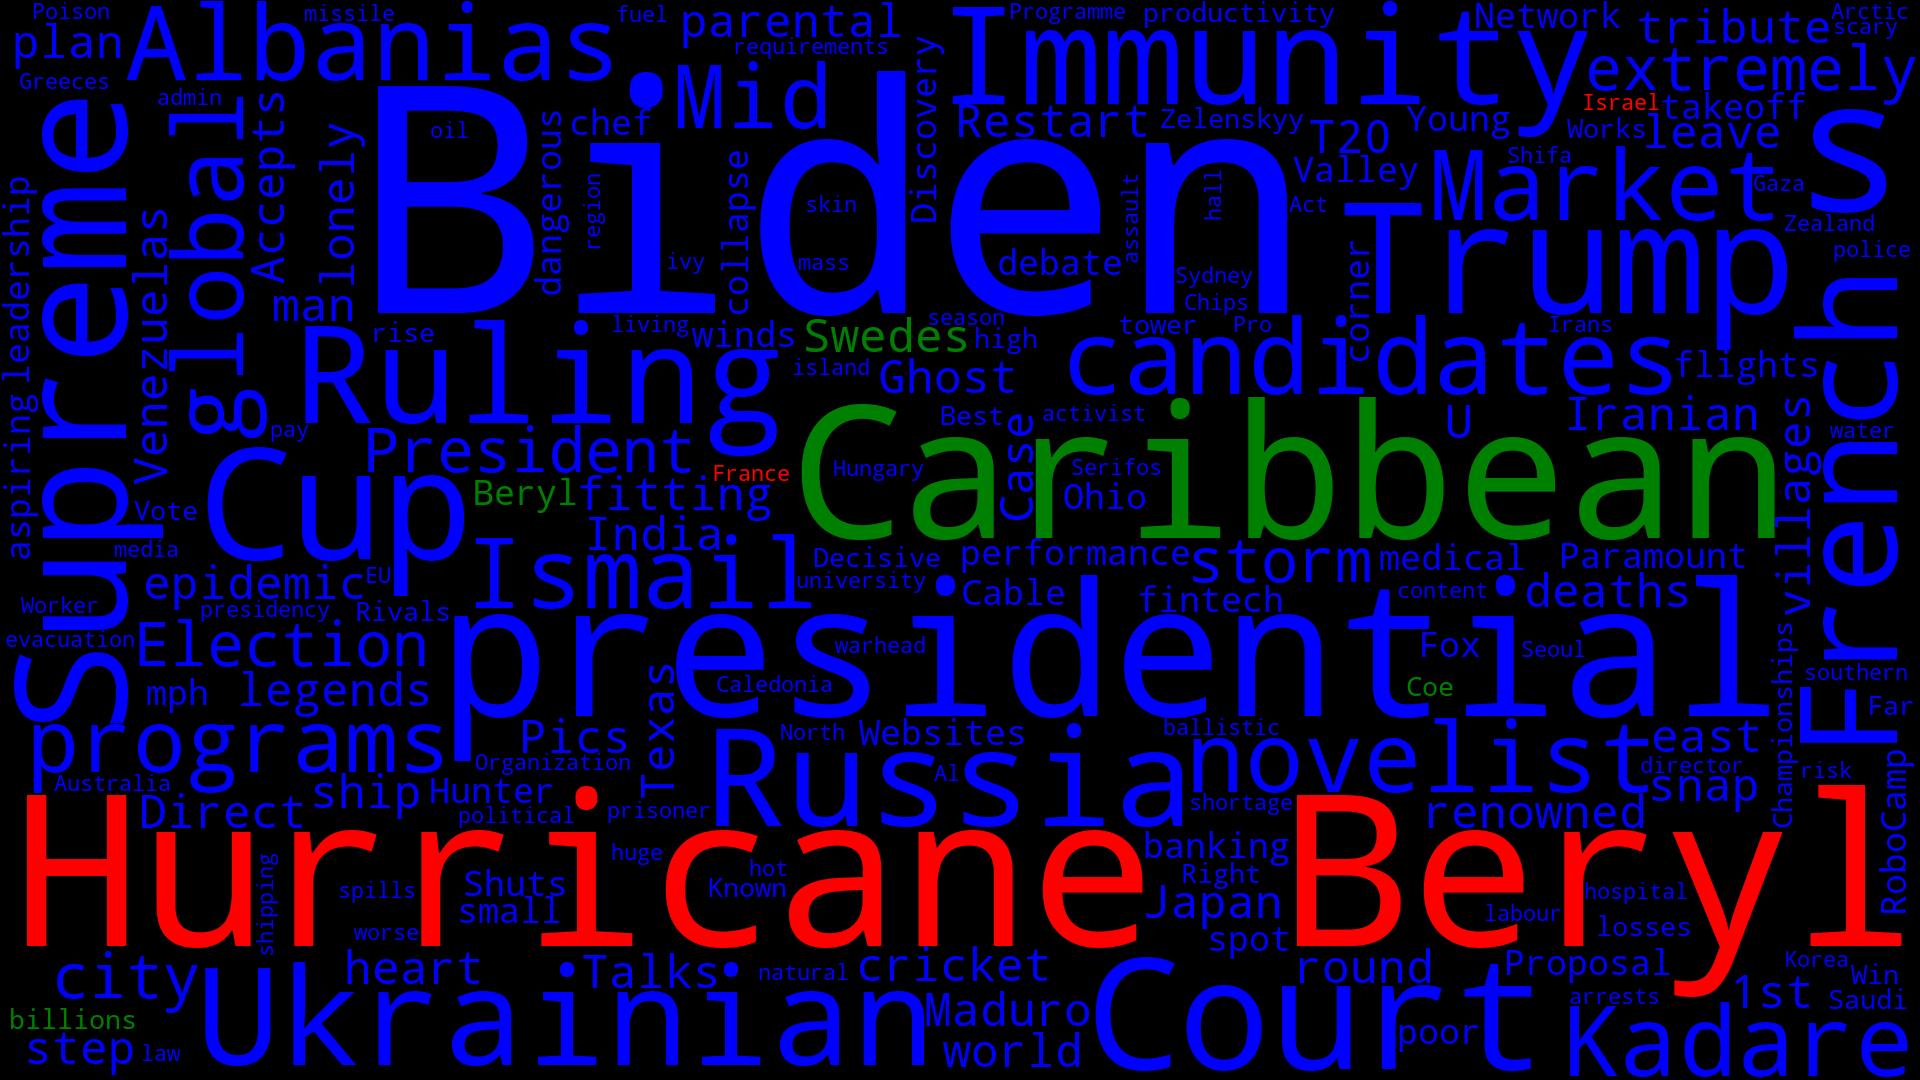 Poison
missile
fuel
parental
Programme
productivity
Network
tribute
Arctic
scary
plan
Albanias
requirements
Immunity
extremely
Greeces
admin
Supreme
global
Accepts
lonely
oil
Biden
dangerous
chef
Mid
Discovery
Restart
Zelenskyy
T20
Young
Israel
takeoff
Works
leave
s
region
collapse
skin
assault
hall
Act
Valley
Market
Shifa
Gaza
Zealand
police
aspiring
leadership
Venezuelas
man
ivy
mass
debate
Sydney
Chips
corner
Trump
French
rise
living
winds
Swedes
season
high
tower
Pro
Irans
Ruling
island
Ghost
candidates
flights
pay
President
Best
activist
U
Iranian
villages
water
Cup
Beryl
fitting
France
Caribbean
Hungary
Case
Serifos
Ohio
Vote
media
India
Ismail
Decisive
performance
storm
medical
Paramount
epidemic
EU
university
Cable
fintech
content
deaths
Worker
presidency
Rivals
evacuation
Election
presidential
warhead
Fox
Seoul
Championships
southern
mph
legends
Texas
Caledonia
Coe
Far
programs
Pics
Organization
Russia
North
Websites
Al
ballistic
novelist
east
director
risk
RoboCamp
Australia
Direct
ship
Hunter
political
prisoner
shortage
renowned
snap
Hurricane
Beryl
shipping
spills
Shuts
small
worse
huge
hot
Known
banking
Right
Japan
spot
labour
hospital
losses
city
heart
Talks
natural
cricket
round
Proposal
Korea
Win
billions
step
law
Ukrainian
Maduro
world
Court
poor
arrests
1st
Saudi
Kadare